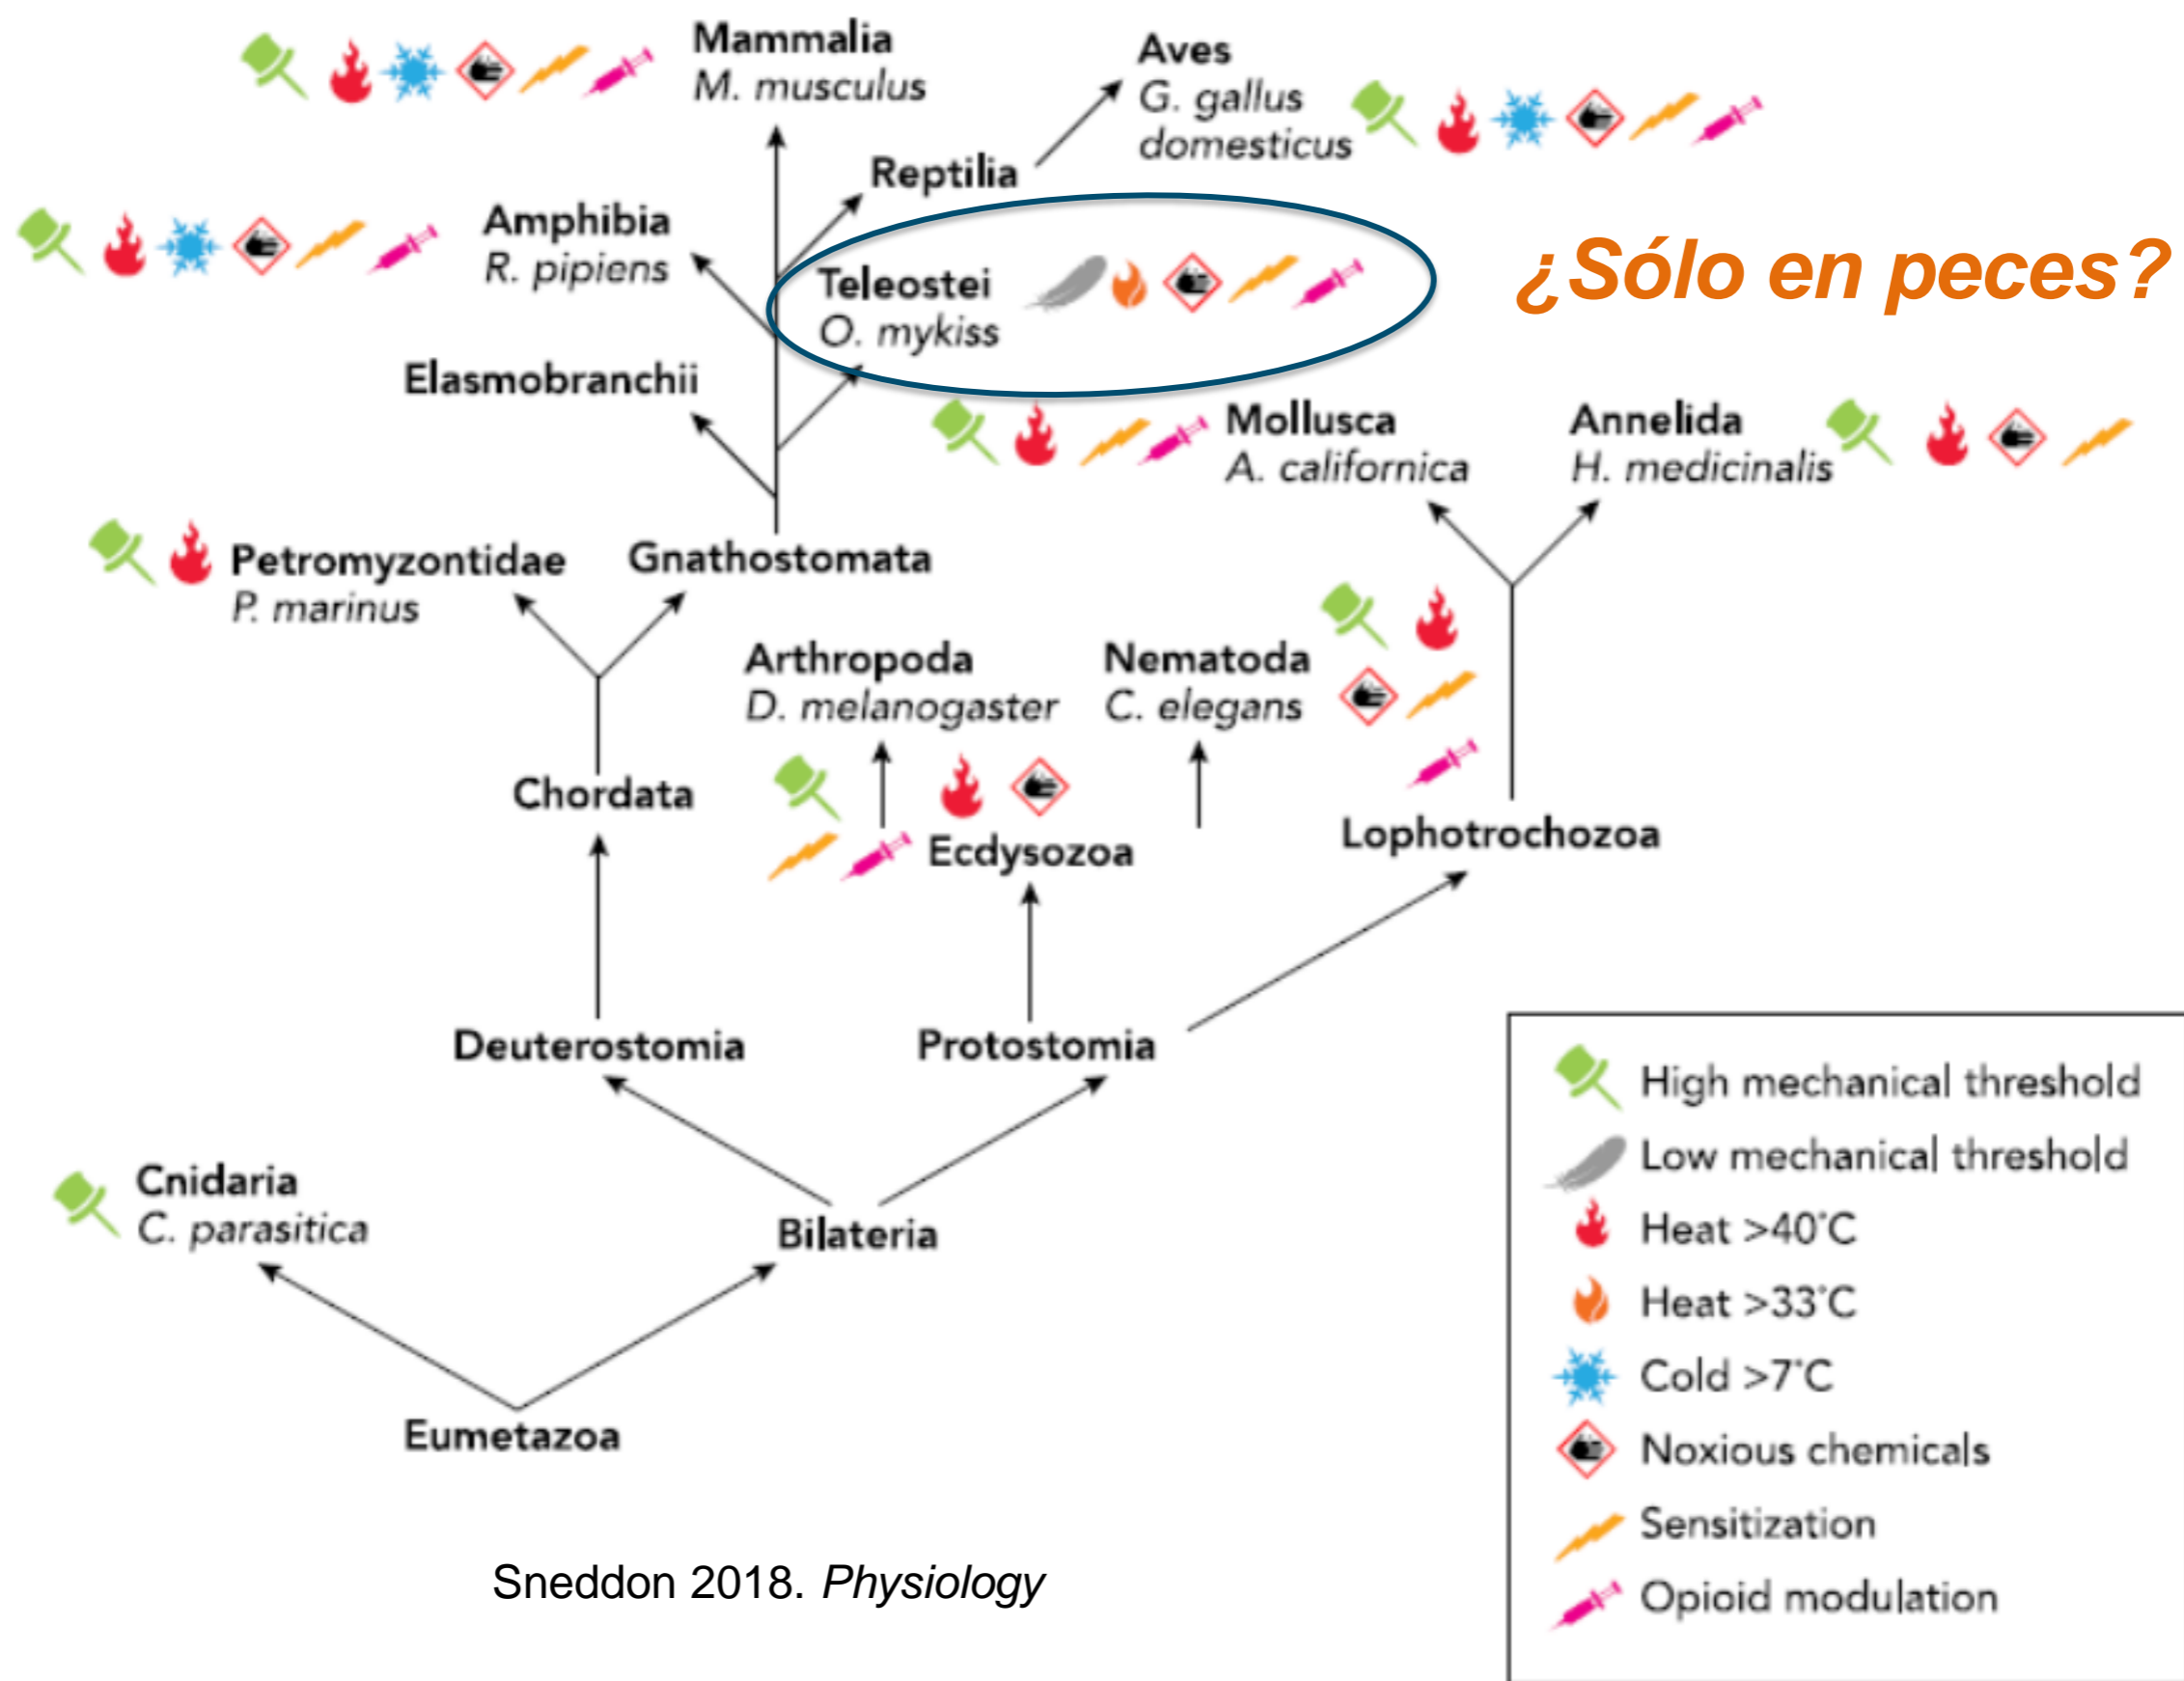 Mammalia
M. musculus
Aves
G. gallus
domesticus
Reptilia
Amphibia
R. pipiens
Teleostei
O. mykiss
¿Sólo en peces?
Elasmobranchii
Mollusca
A. californica
Annelida
H. medicinalis
Petromyzontidae
P. marinus
Gnathostomata
Arthropoda
D. melanogaster
Nematoda
C. elegans
Chordata
Ecdysozoa
Lophotrochozoa
Deuterostomia
Protostomia
Cnidaria
C. parasitica
Bilateria
Eumetazoa
High mechanical threshold
Low mechanical threshold
Heat >40°C
Heat >33°C
Cold >7°C
Noxious chemicals
Sensitization
Opioid modulation
Sneddon 2018. Physiology